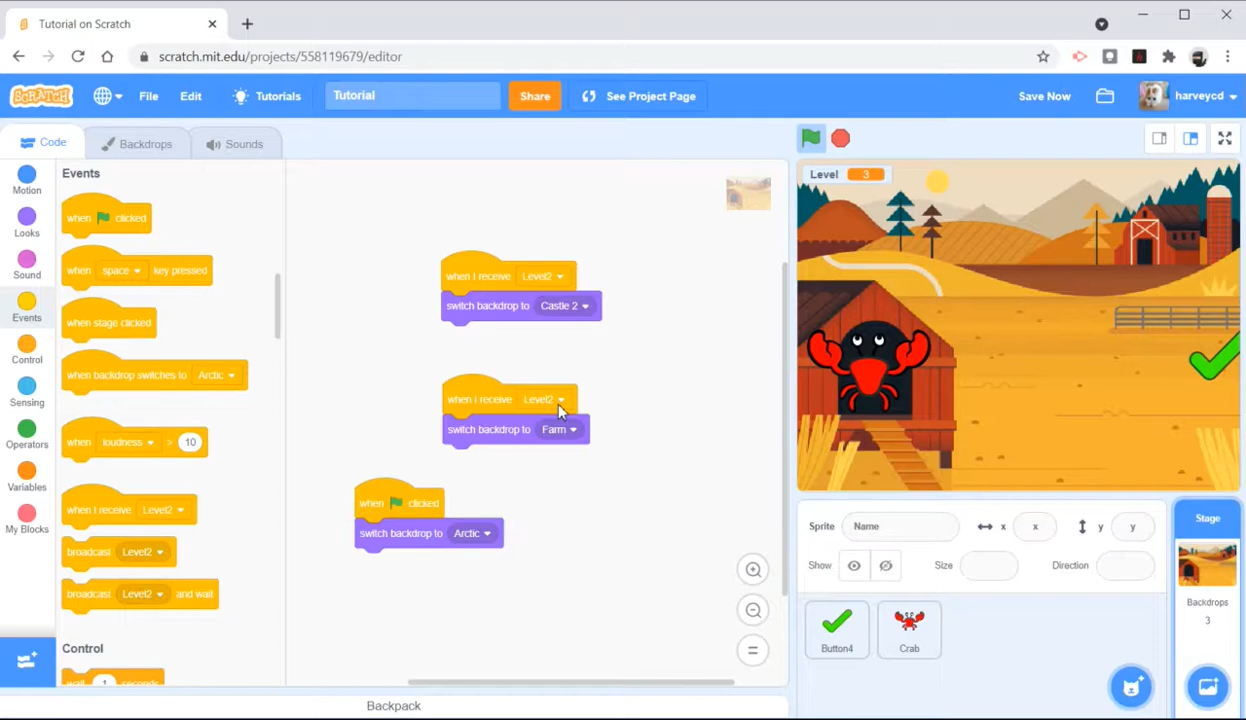 Tutorial on Scratch
scratch.mit.edu/projects/558119679/editor
SCRATCH
File
Edit
Tutorials
Tutorial
Share
See Project Page
Save Now
harveycd
Code
Backdrops
Sounds
Motion
Looks
Sound
Events
Control
Sensing
Operators
Variables
My Blocks
Events
when clicked
when space key pressed
when stage clicked
when backdrop switches to Arctic
when loudness > 10
when I receive Level2
broadcast Level2
broadcast Level2 and wait
Control
wait 1 seconds
when I receive Level2
switch backdrop to Castle 2
when I receive Level2
switch backdrop to Farm
when clicked
switch backdrop to Arctic
Backpack
Level 3
Sprite Name x x y y
Show Size Direction
Button4
Crab
Stage
Backdrops
3